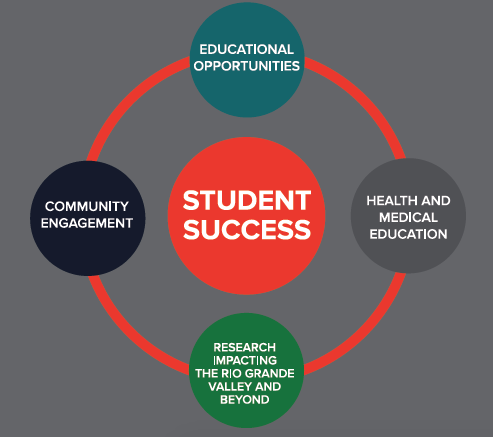 EDUCATIONAL
OPPORTUNITIES
COMMUNITY
ENGAGEMENT
STUDENT
SUCCESS
HEALTH AND
MEDICAL
EDUCATION
RESEARCH
IMPACTING
THE RIO GRANDE
VALLEY AND
BEYOND